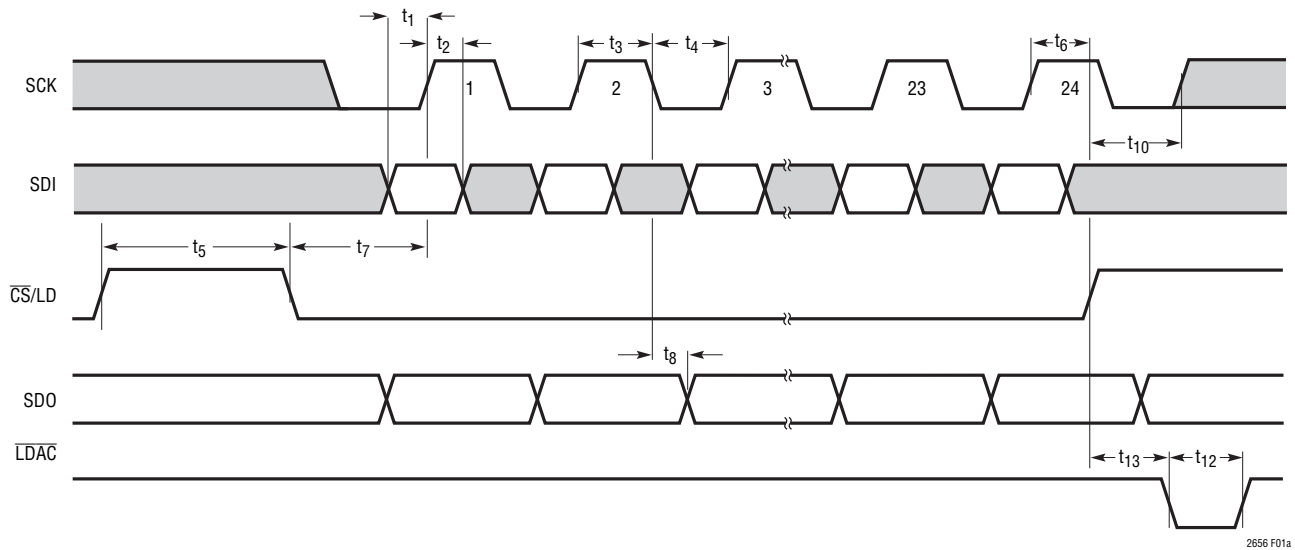 t1
t2
t3
t4
t6
SCK
1
2
3
23
24
t10
SDI
t5
t7
CS/LD
t8
SDO
LDAC
t13
t12
2656 F01a